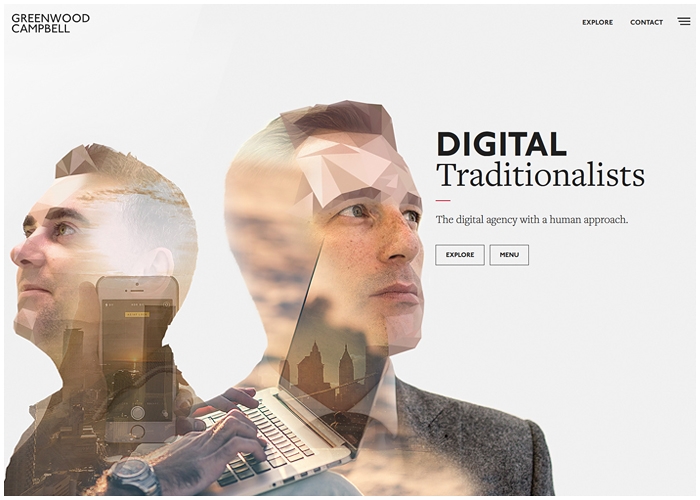 GREENWOOD
CAMPBELL
EXPLORE CONTACT
DIGITAL
Traditionalists
The digital agency with a human approach.
EXPLORE MENU